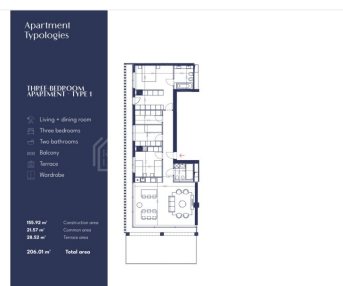 Apartment
Typologies
THREE-BEDROOM
APARTMENT - TYPE 1
Living + dining room
Three bedrooms
Two bathrooms
Balcony
Terrace
Wardrobe
155.92 m² Construction area
21.57 m² Common area
28.52 m² Terrace area
206.01 m² Total area